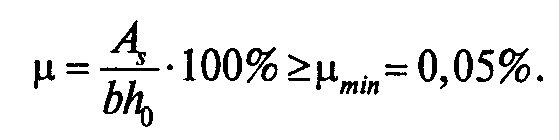 μ = A_s / bh_0 · 100% ≥ μ_min = 0,05%.